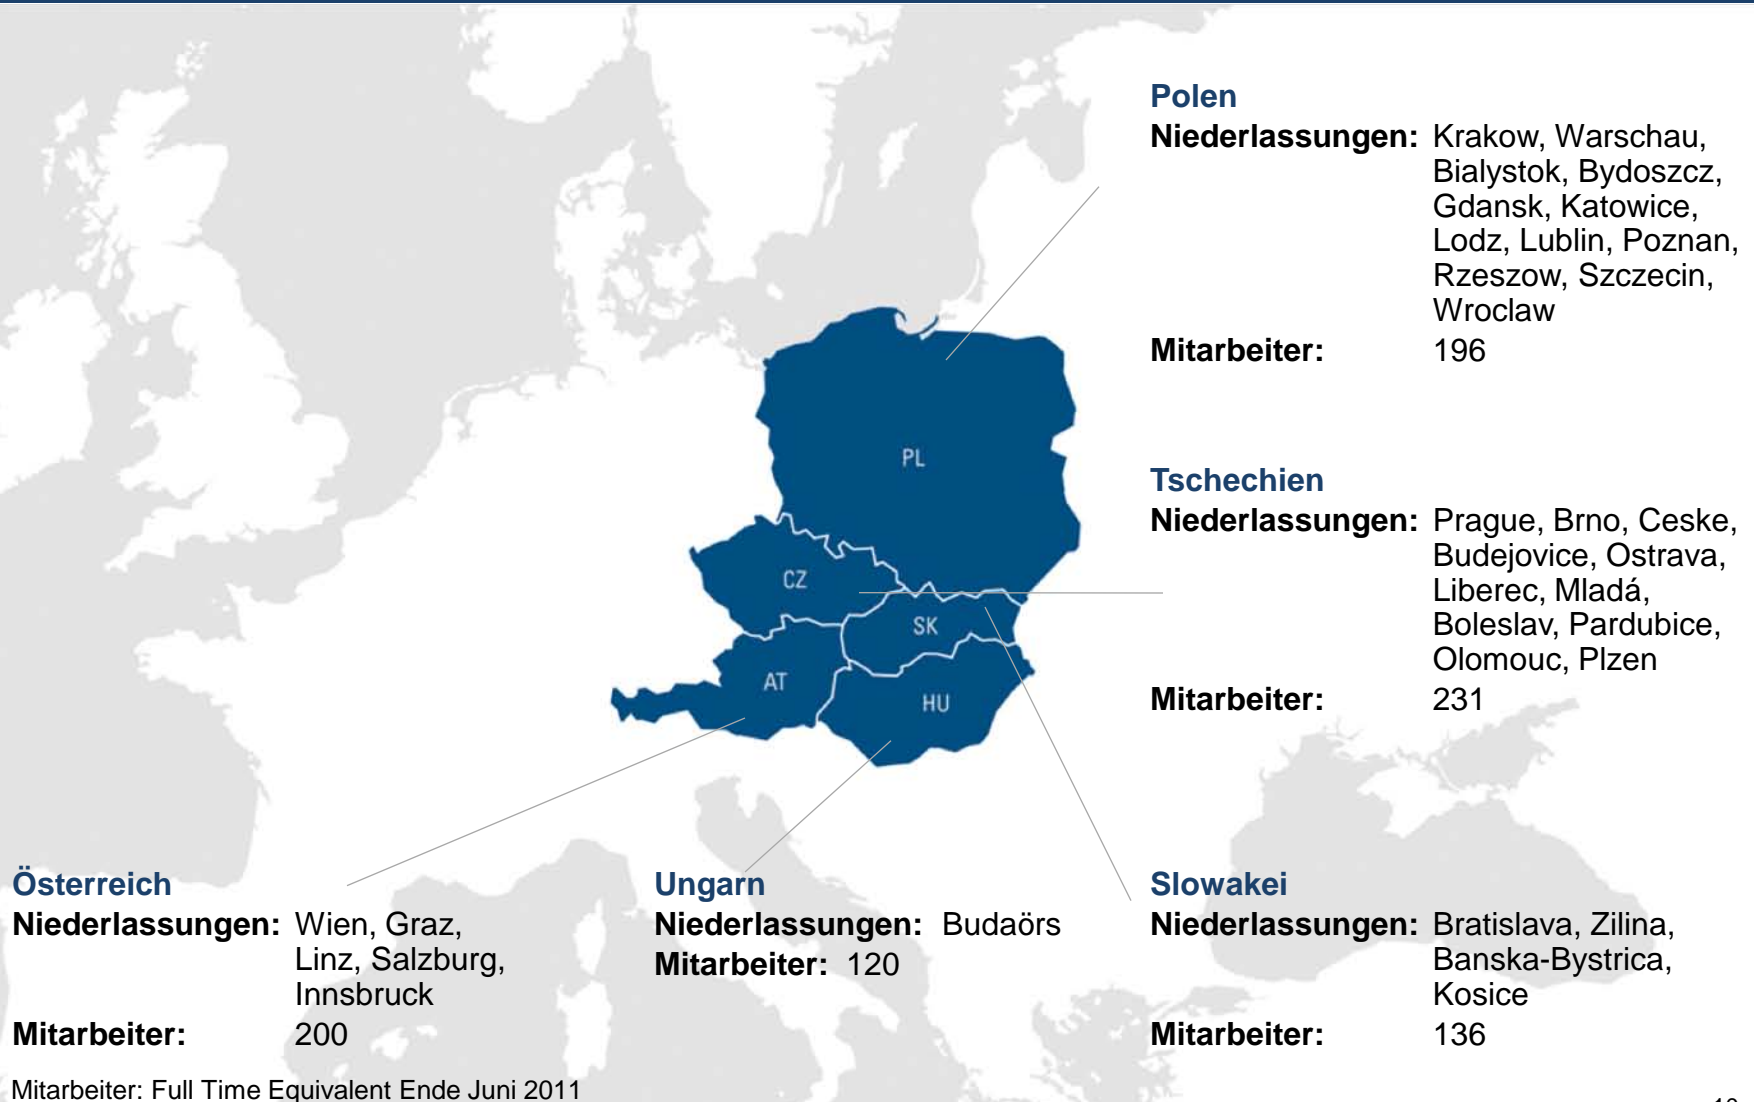 Polen
Niederlassungen: Krakow, Warschau,
Bialystok, Bydoszcz,
Gdansk, Katowice,
Lodz, Lublin, Poznan,
Rzeszow, Szczecin,
Wroclaw
Mitarbeiter: 196
PL
CZ
SK
AT
HU
Tschechien
Niederlassungen: Prague, Brno, Ceske,
Budejovice, Ostrava,
Liberec, Mladá,
Boleslav, Pardubice,
Olomouc, Plzen
Mitarbeiter: 231
Österreich
Niederlassungen: Wien, Graz,
Linz, Salzburg,
Innsbruck
Mitarbeiter: 200
Ungarn
Niederlassungen: Budaörs
Mitarbeiter: 120
Slowakei
Niederlassungen: Bratislava, Zilina,
Banska-Bystrica,
Kosice
Mitarbeiter: 136
Mitarbeiter: Full Time Equivalent Ende Juni 2011